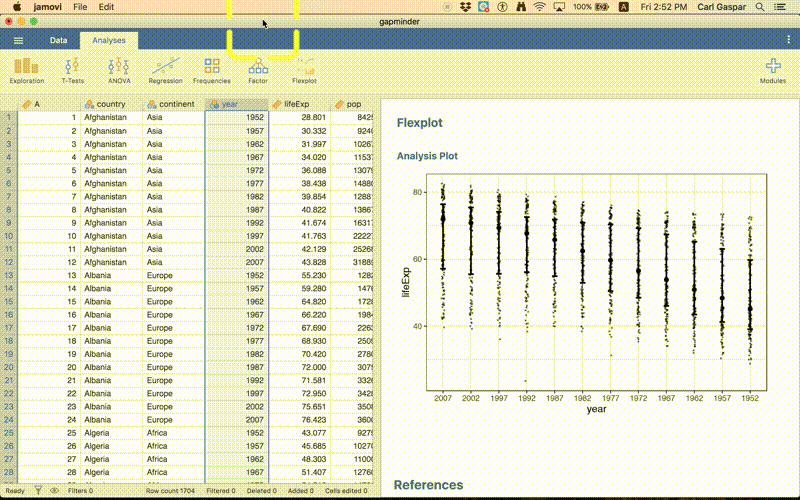 jamovi File Edit 100% A Fri 2:52 PM Carl Gaspar
gapminder
Data Analyses
Exploration T-Tests ANOVA Regression Frequencies Factor Flexplot Modules
A country continent year lifeExp pop
1 1 Afghanistan Asia 1952 28.801 8425
2 2 Afghanistan Asia 1957 30.332 9240
3 3 Afghanistan Asia 1962 31.997 10267
4 4 Afghanistan Asia 1967 34.020 11537
5 5 Afghanistan Asia 1972 36.088 13079
6 6 Afghanistan Asia 1977 38.438 14880
7 7 Afghanistan Asia 1982 39.854 12881
8 8 Afghanistan Asia 1987 40.822 13867
9 9 Afghanistan Asia 1992 41.674 16317
10 10 Afghanistan Asia 1997 41.763 22227
11 11 Afghanistan Asia 2002 42.129 25268
12 12 Afghanistan Asia 2007 43.828 31889
13 13 Albania Europe 1952 55.230 1282
14 14 Albania Europe 1957 59.280 1476
15 15 Albania Europe 1962 64.820 1728
16 16 Albania Europe 1967 66.220 1984
17 17 Albania Europe 1972 67.690 2263
18 18 Albania Europe 1977 68.930 2509
19 19 Albania Europe 1982 70.420 2780
20 20 Albania Europe 1987 72.000 3075
21 21 Albania Europe 1992 71.581 3326
22 22 Albania Europe 1997 72.950 3428
23 23 Albania Europe 2002 75.651 3508
24 24 Albania Europe 2007 76.423 3600
25 25 Algeria Africa 1952 43.077 9279
26 26 Algeria Africa 1957 45.685 10270
27 27 Algeria Africa 1962 48.303 11000
28 28 Algeria Africa 1967 51.407 12760
Flexplot
Analysis Plot
lifeExp
80
60
40
2007 2002 1997 1992 1987 1982 1977 1972 1967 1962 1957 1952
year
References
Ready Filters 0 Row count 1704 Filtered 0 Deleted 0 Added 0 Cells edited 0